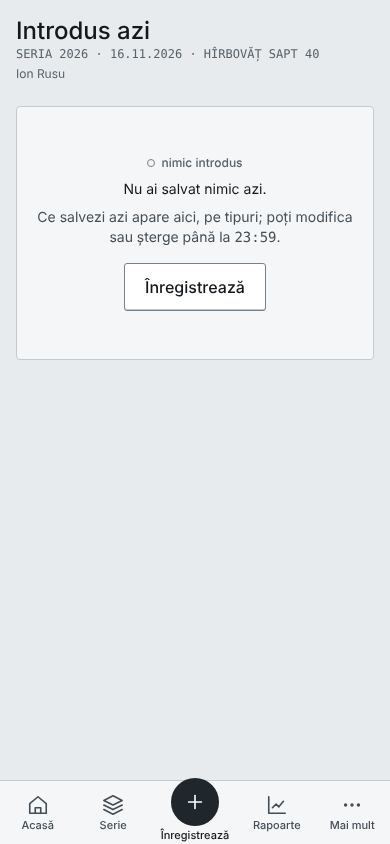 Introdus azi
SERIA 2026 · 16.11.2026 · HÎRBOVĂȚ SAPT 40
Ion Rusu
nimic introdus
Nu ai salvat nimic azi.
Ce salvezi azi apare aici, pe tipuri; poți modifica
sau șterge până la 23:59.
Înregistrează
Acasă
Serie
Înregistrează
Rapoarte
Mai mult